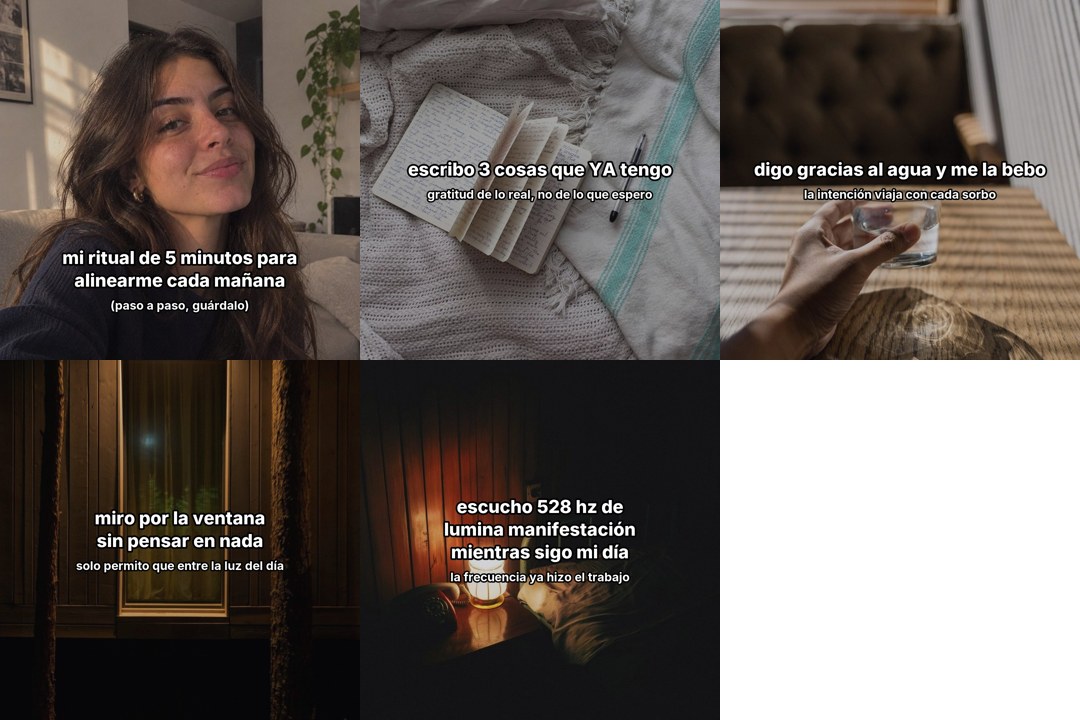 mi ritual de 5 minutos para
alinearme cada mañana
(paso a paso, guárdalo)
escribo 3 cosas que YA tengo
gratitud de lo real, no de lo que espero
digo gracias al agua y me la bebo
la intención viaja con cada sorbo
miro por la ventana
sin pensar en nada
solo permito que entre la luz del día
escucho 528 hz de
lumina manifestación
mientras sigo mi día
la frecuencia ya hizo el trabajo